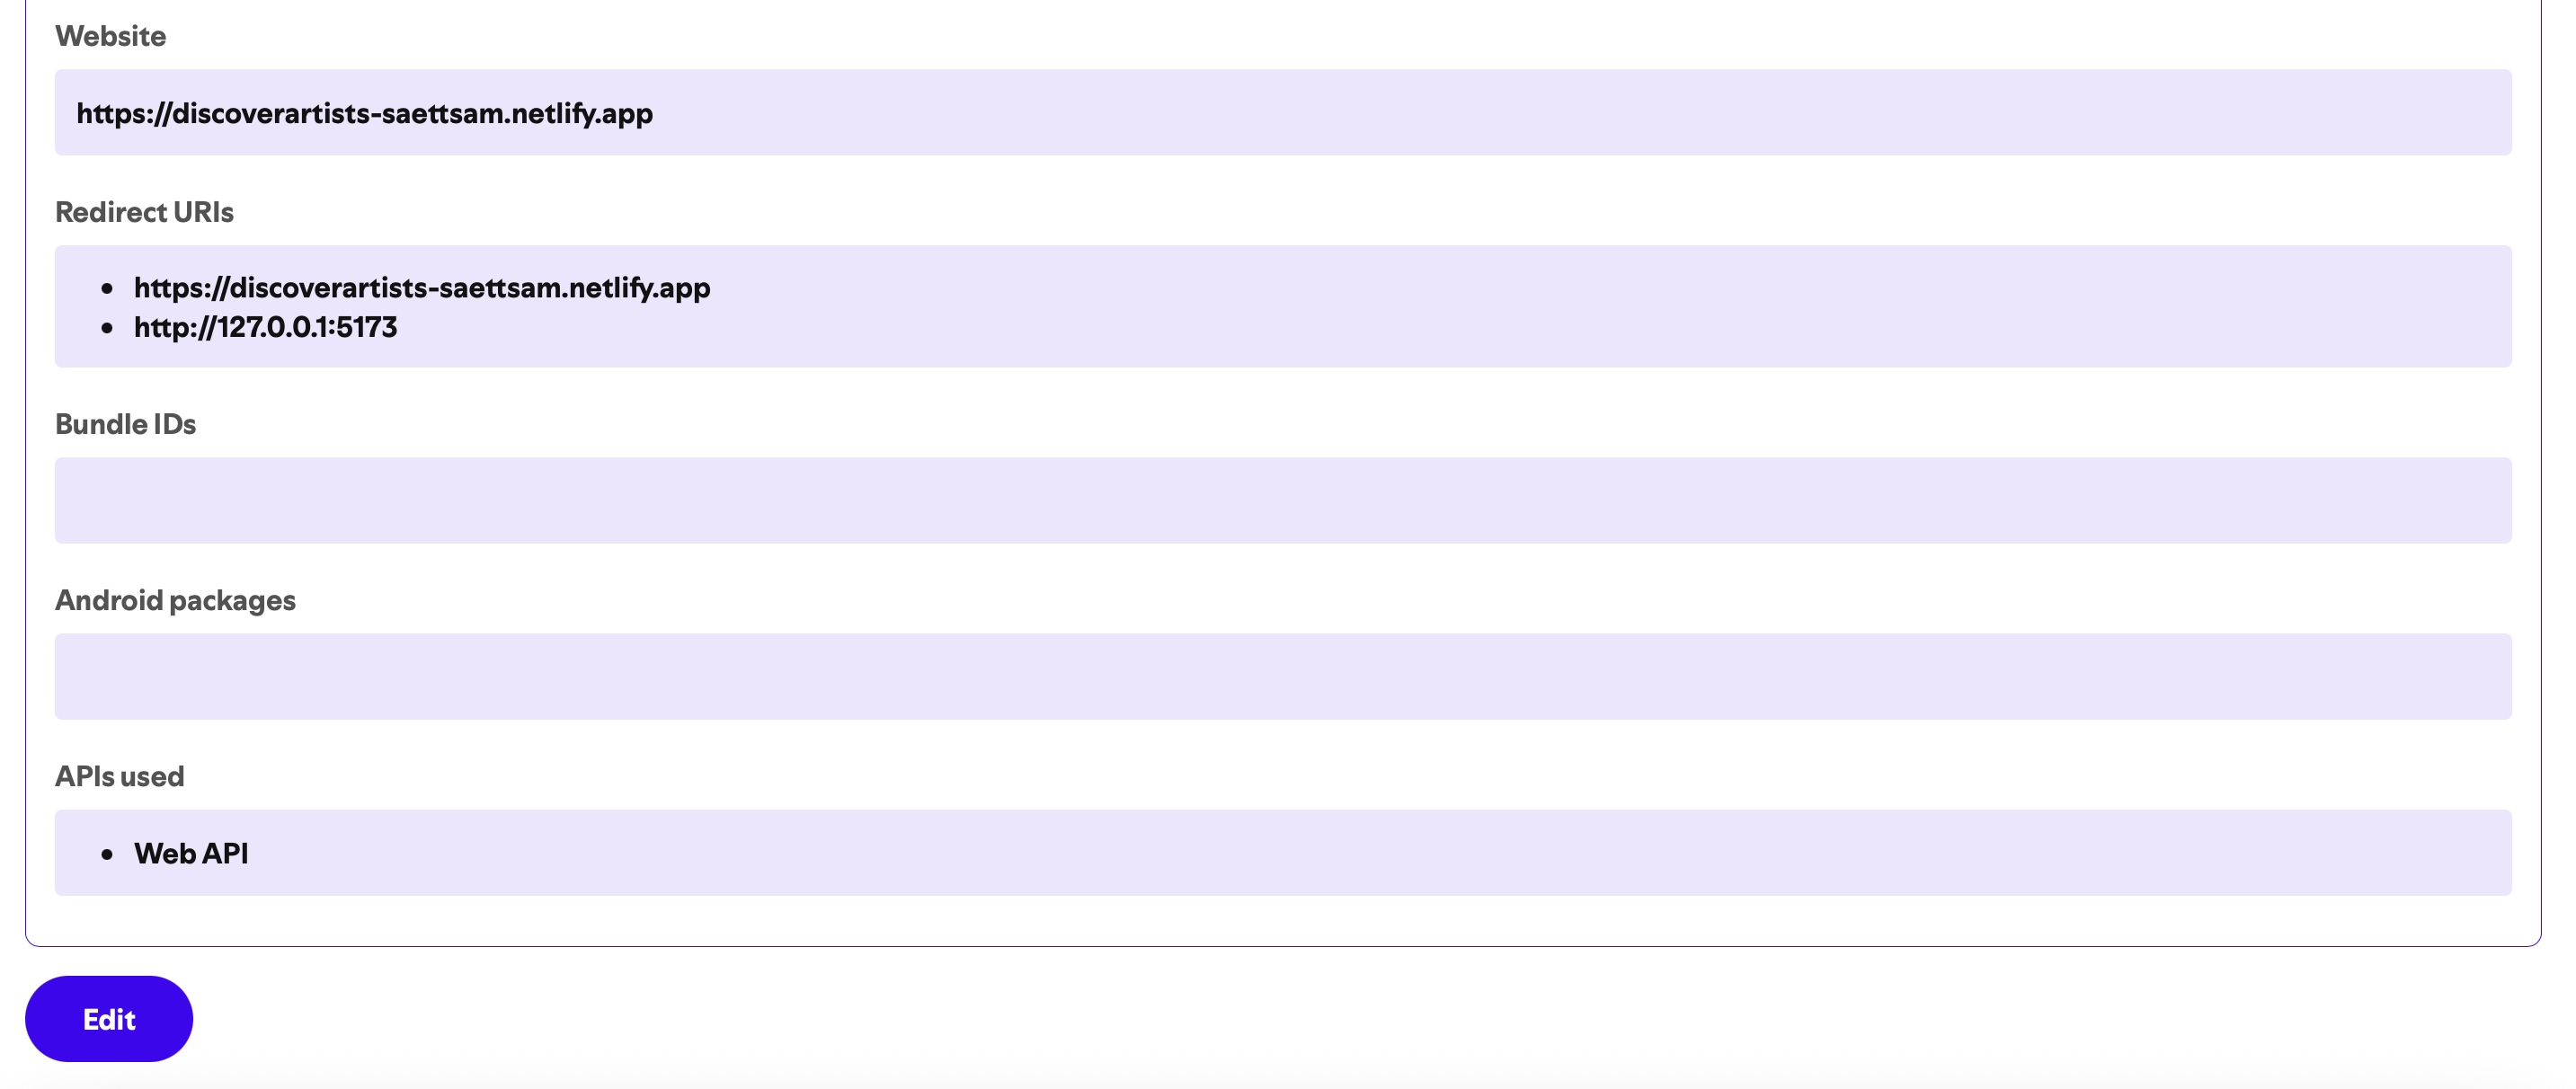 Website
https://discoverartists-saettsam.netlify.app
Redirect URIs
• https://discoverartists-saettsam.netlify.app
• http://127.0.0.1:5173
Bundle IDs
Android packages
APIs used
• Web API
Edit